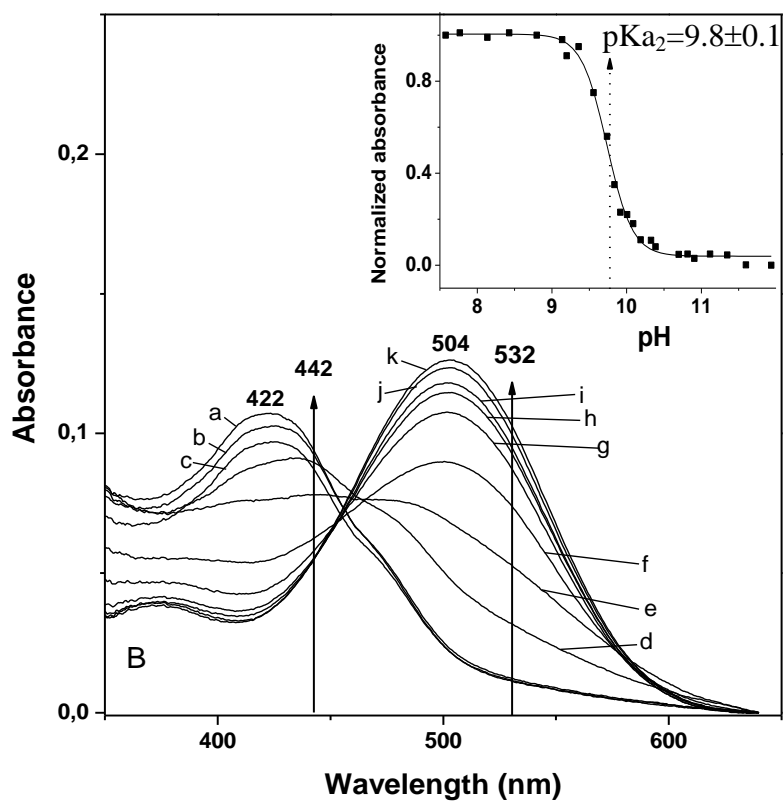 pKa2=9.8±0.1
Normalized absorbance
0.8
0.4
0.0
8 9 10 11
pH
Absorbance
0,2
0,1
0,0
a
b
c
422
442
k
j
504
532
i
h
g
f
e
d
B
400 500 600
Wavelength (nm)